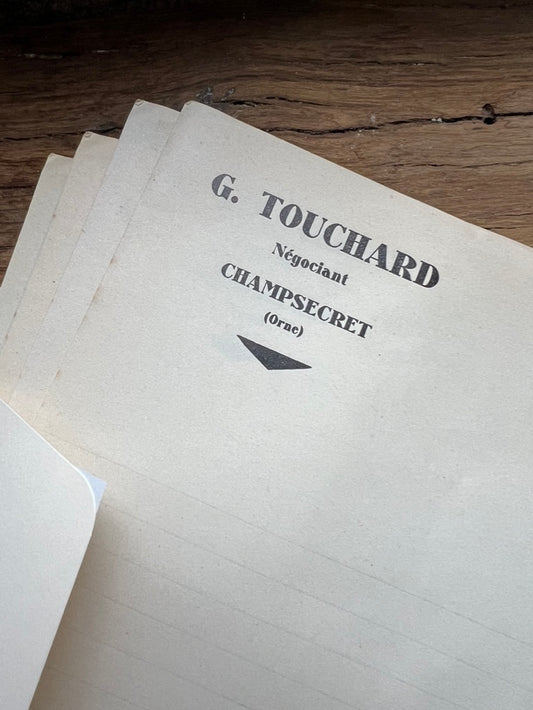 G. TOUCHARD
Négociant
CHAMPSECRET
(Orne)